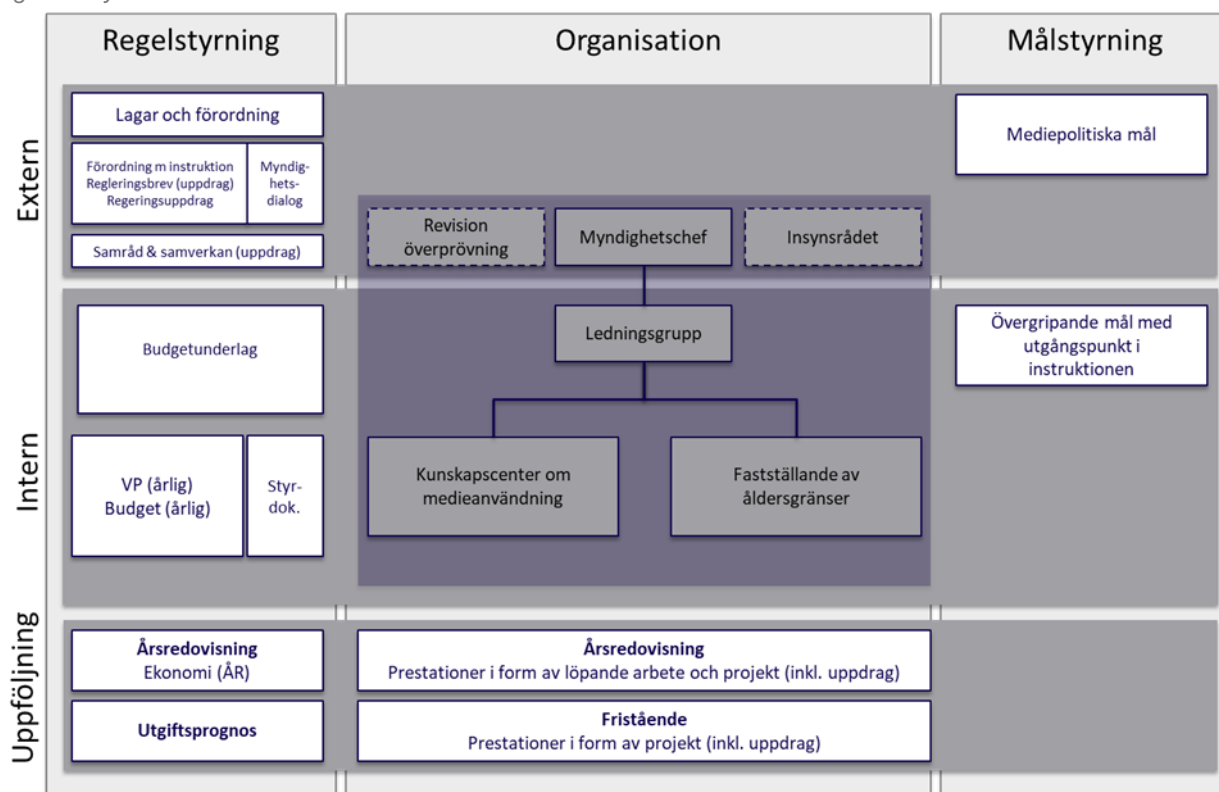 Regelstyrning
Organisation
Målstyrning
Extern
Lagar och förordning
Förordning m instruktion
Regleringsbrev (uppdrag)
Regeringsuppdrag
Myndig-
hets-
dialog
Samråd & samverkan (uppdrag)
Revision
överprövning
Myndighetschef
Insynsrådet
Mediepolitiska mål
Intern
Budgetunderlag
Ledningsgrupp
Övergripande mål med
utgångspunkt i
instruktionen
VP (årlig)
Budget (årlig)
Styr-
dok.
Kunskapscenter om
medieanvändning
Fastställande av
åldersgränser
Uppföljning
Årsredovisning
Ekonomi (ÅR)
Årsredovisning
Prestationer i form av löpande arbete och projekt (inkl. uppdrag)
Utgiftsprognos
Fristående
Prestationer i form av projekt (inkl. uppdrag)